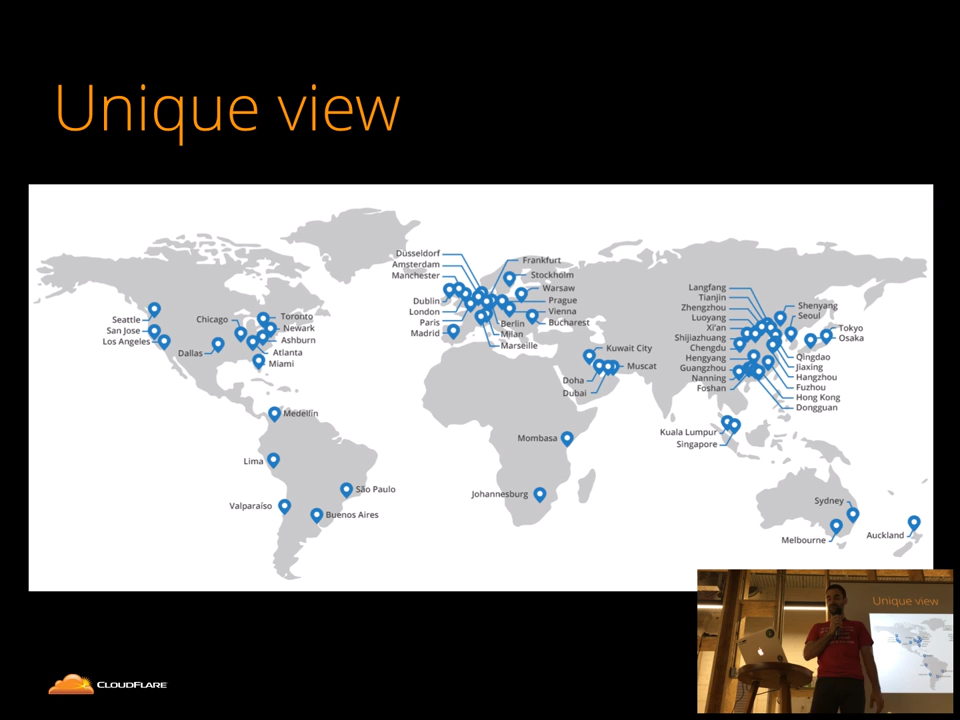 Unique view
Seattle
San Jose
Los Angeles
Chicago
Dallas
Toronto
Newark
Ashburn
Atlanta
Miami
Medellín
Lima
São Paulo
Valparaíso
Buenos Aires
Düsseldorf
Amsterdam
Manchester
Dublin
London
Paris
Madrid
Frankfurt
Stockholm
Warsaw
Prague
Vienna
Bucharest
Berlin
Milan
Marseille
Kuwait City
Muscat
Doha
Dubai
Mombasa
Johannesburg
Langfang
Tianjin
Zhengzhou
Luoyang
Xi'an
Shijiazhuang
Chengdu
Hengyang
Guangzhou
Nanning
Foshan
Shenyang
Seoul
Tokyo
Osaka
Qingdao
Jiaxing
Hangzhou
Fuzhou
Hong Kong
Dongguan
Kuala Lumpur
Singapore
Sydney
Melbourne
Auckland
Unique view
CLOUDFLARE